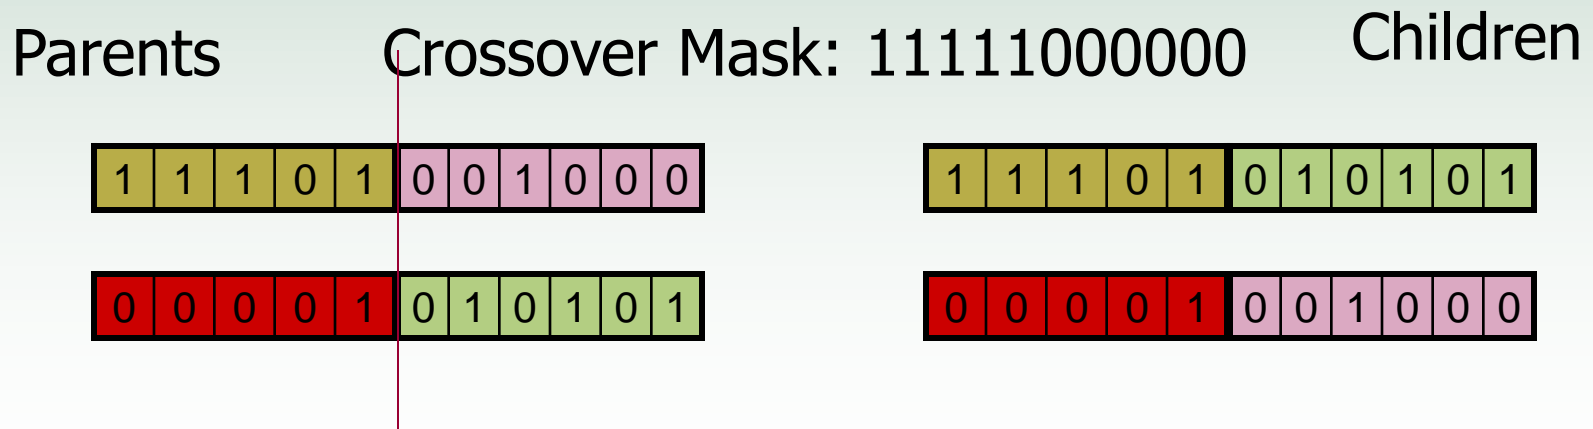 Parents Crossover Mask: 11111000000 Children
1 1 1 0 1 0 0 1 0 0 0 1 1 1 0 1 0 1 0 1 0 1
0 0 0 0 1 0 1 0 1 0 1 0 0 0 0 1 0 0 1 0 0 0